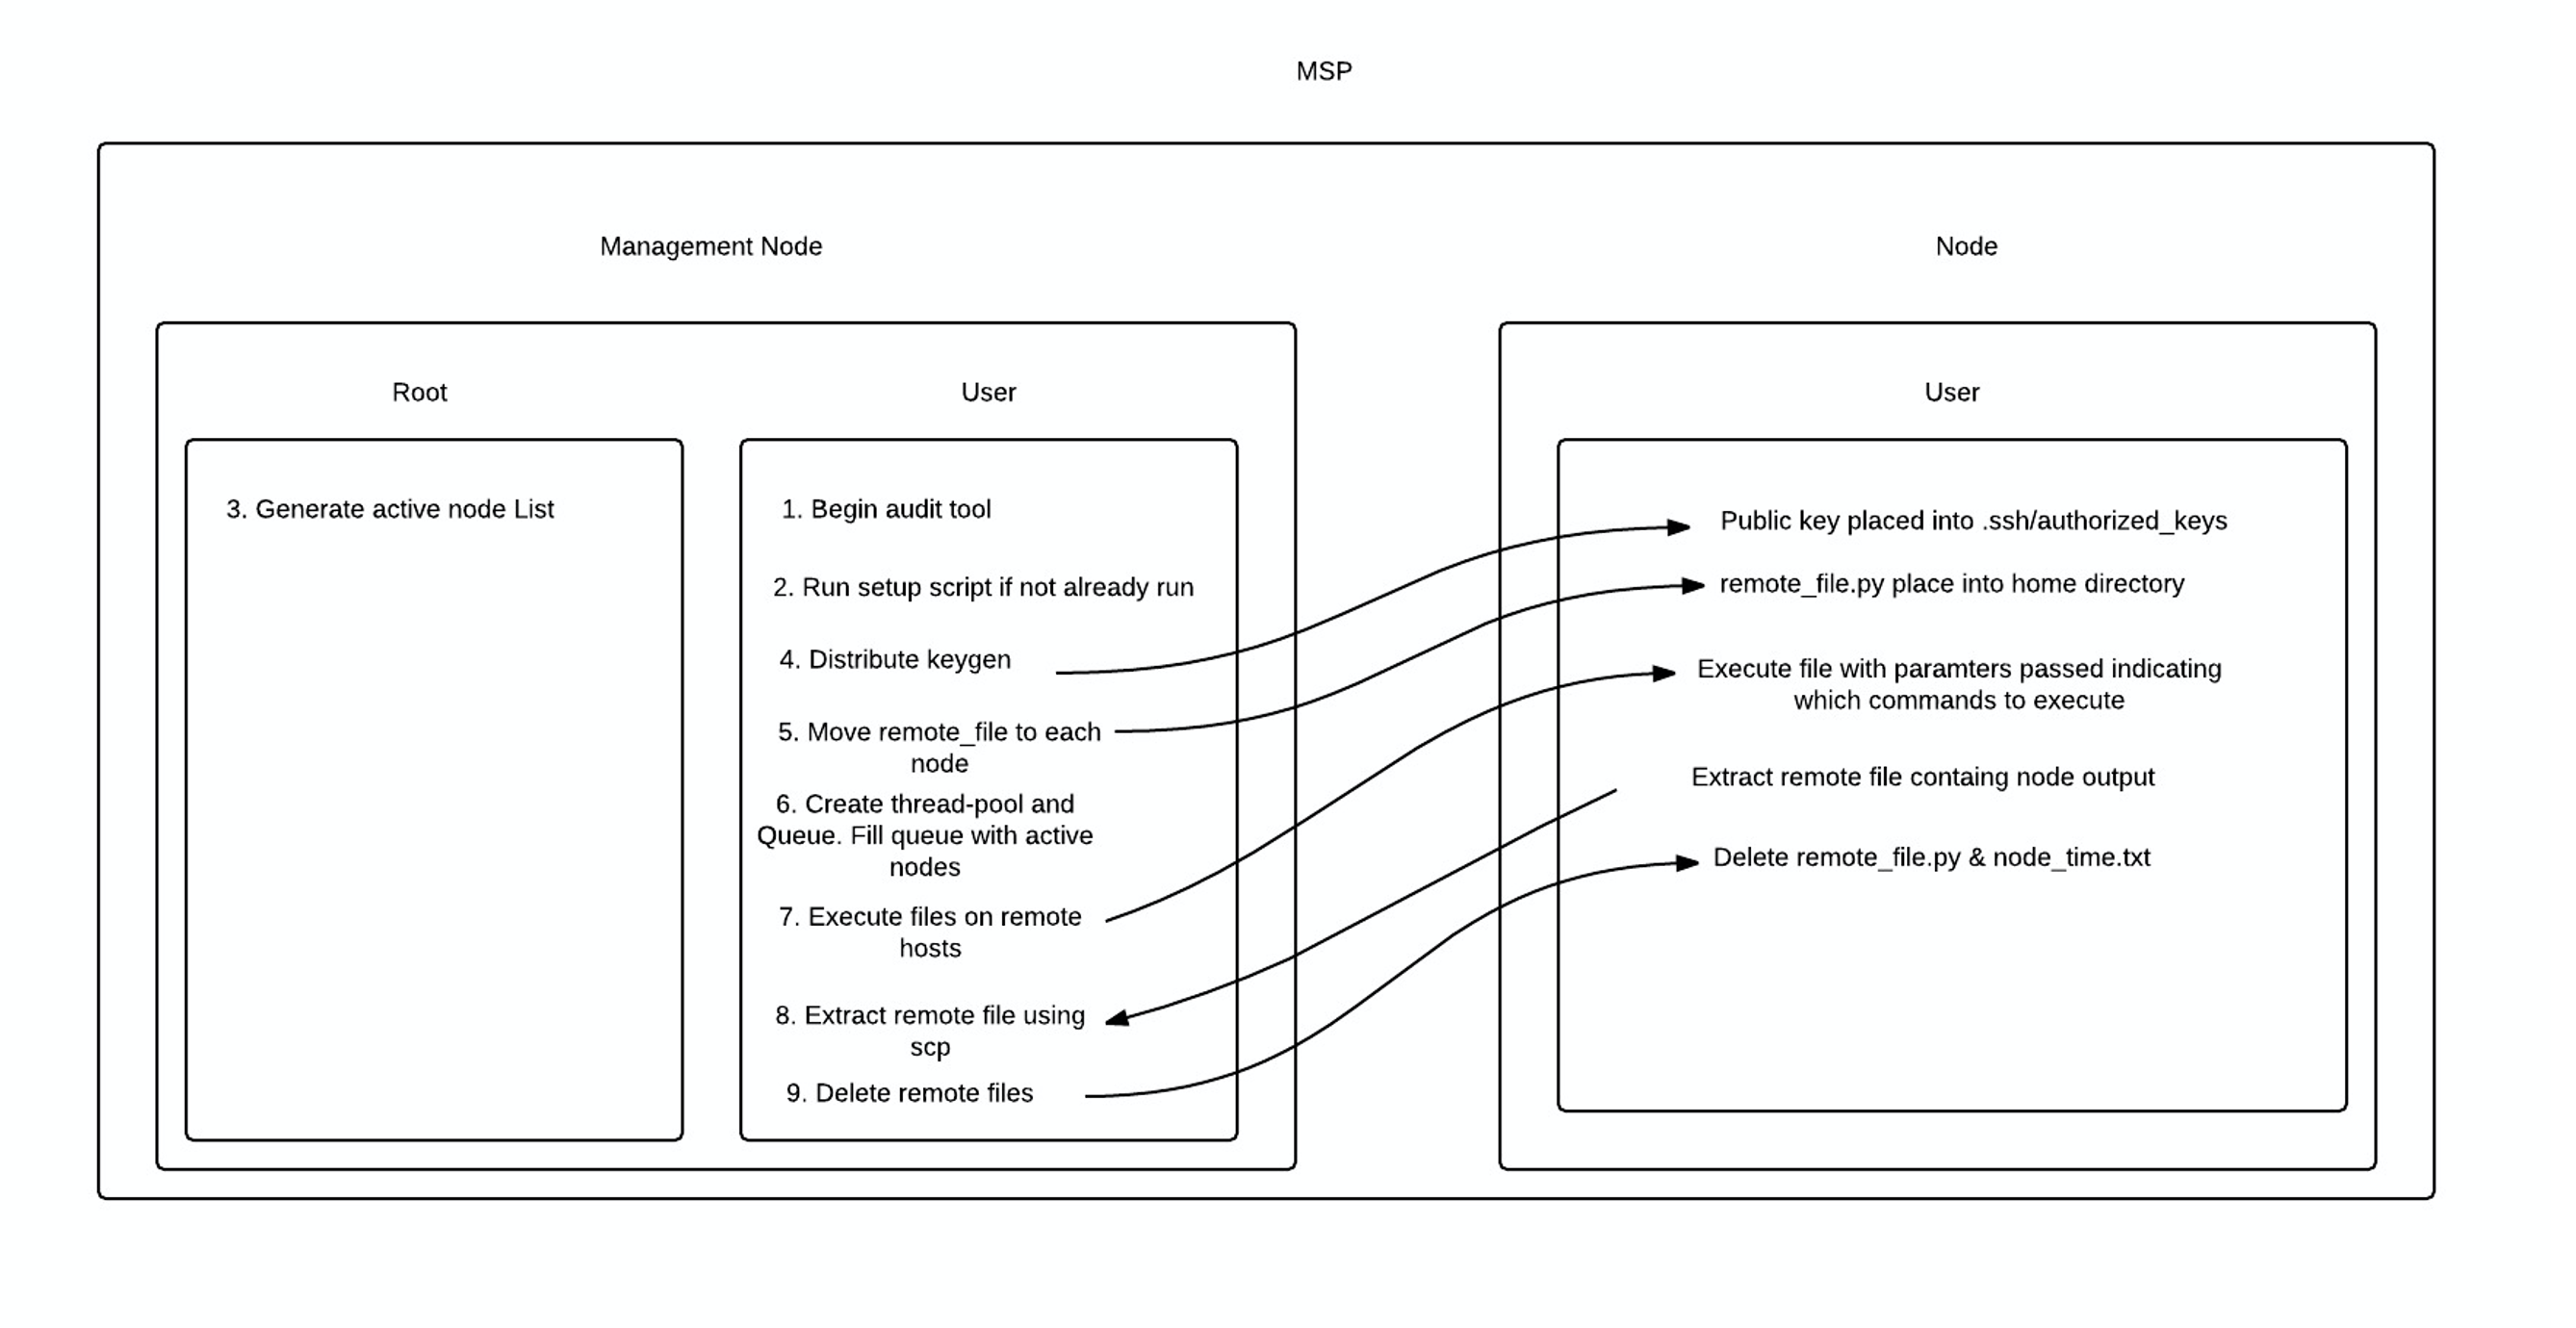 MSP
Management Node
Node
Root
User
User
3. Generate active node List
1. Begin audit tool
2. Run setup script if not already run
4. Distribute keygen
5. Move remote_file to each
node
6. Create thread-pool and
Queue. Fill queue with active
nodes
7. Execute files on remote
hosts
8. Extract remote file using
scp
9. Delete remote files
Public key placed into .ssh/authorized_keys
remote_file.py place into home directory
Execute file with paramters passed indicating
which commands to execute
Extract remote file containg node output
Delete remote_file.py & node_time.txt